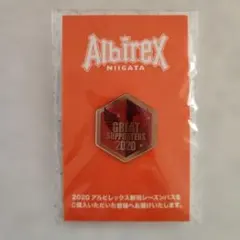 Albirex
NIIGATA
GREAT
SUPPORTERS
2020
2020 アルビレックス新潟シーズンパスを
ご購入いただいた皆様へお届けいたします。